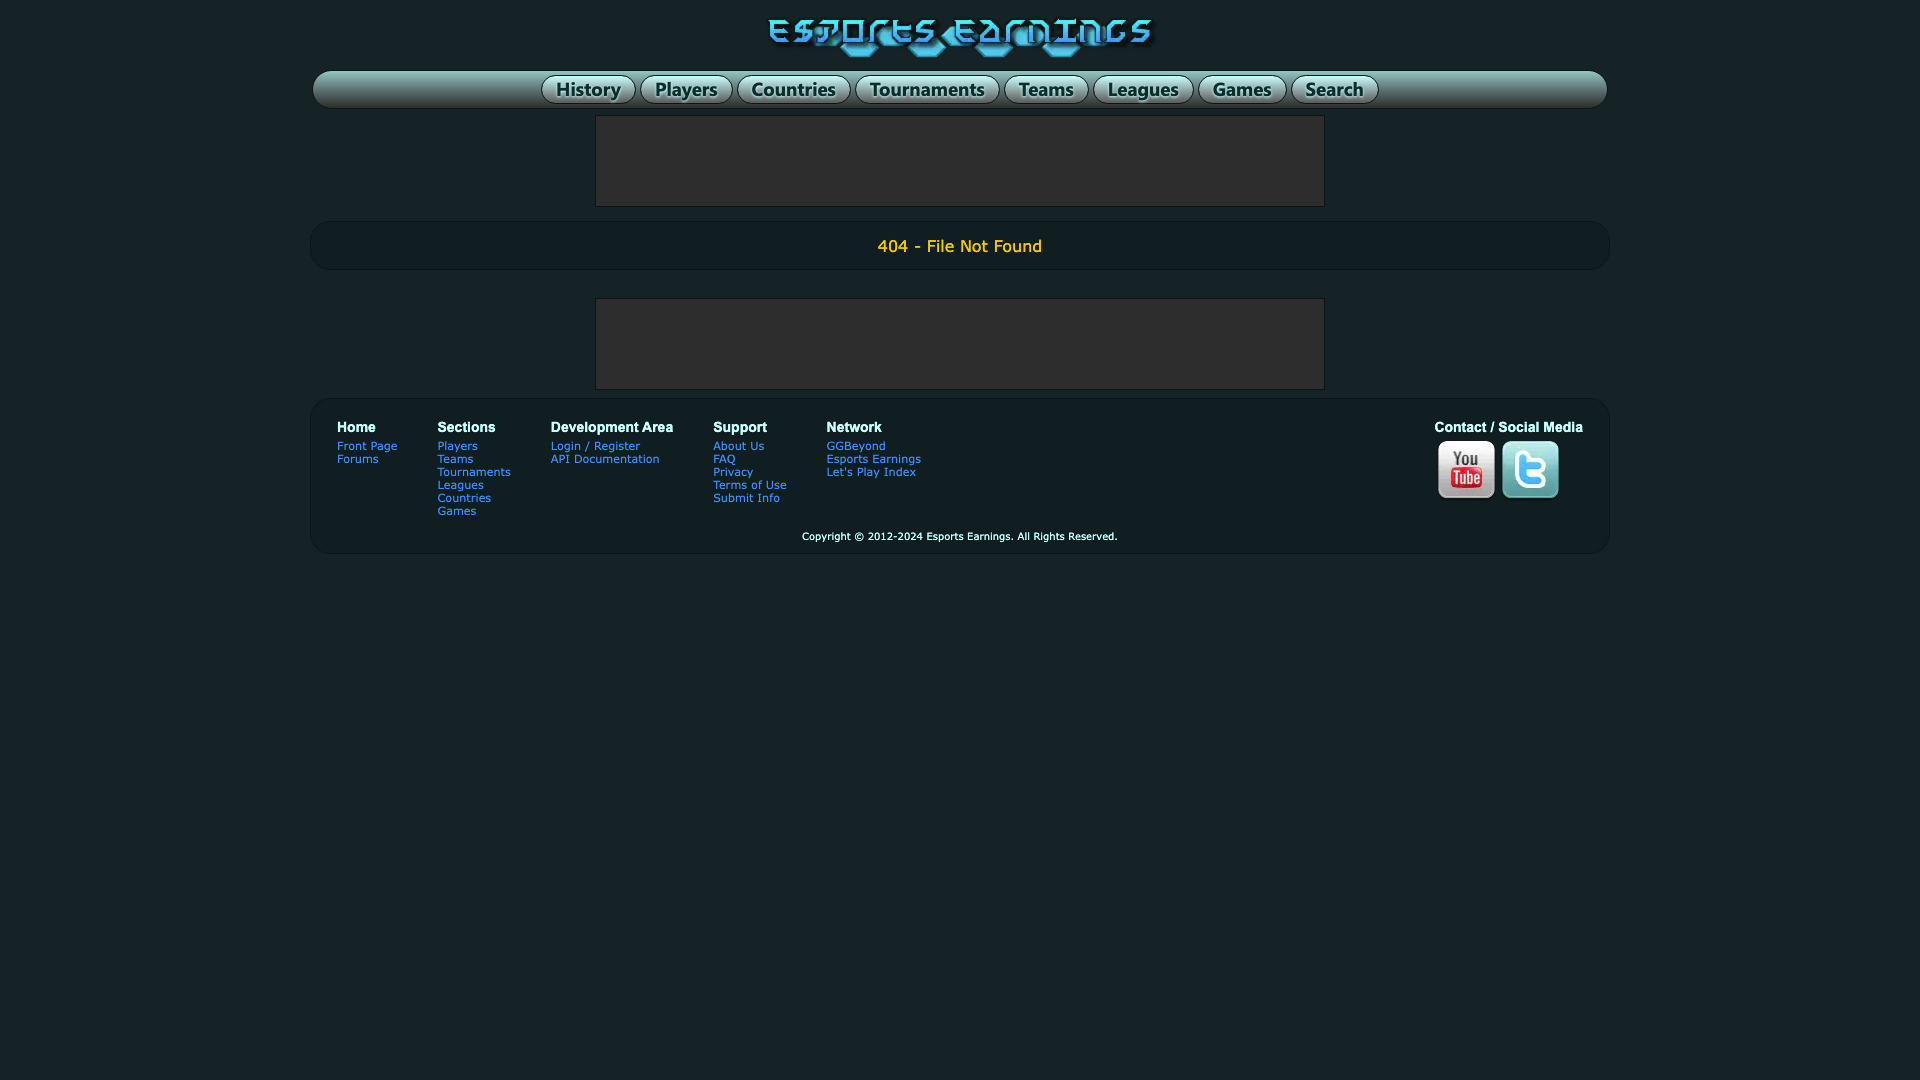 ESPORTS EARNINGS
History Players Countries Tournaments Teams Leagues Games Search
404 - File Not Found
Home
Front Page
Forums
Sections
Players
Teams
Tournaments
Leagues
Countries
Games
Development Area
Login / Register
API Documentation
Support
About Us
FAQ
Privacy
Terms of Use
Submit Info
Network
GGBeyond
Esports Earnings
Let's Play Index
Contact / Social Media
You
Tube
Copyright © 2012-2024 Esports Earnings. All Rights Reserved.